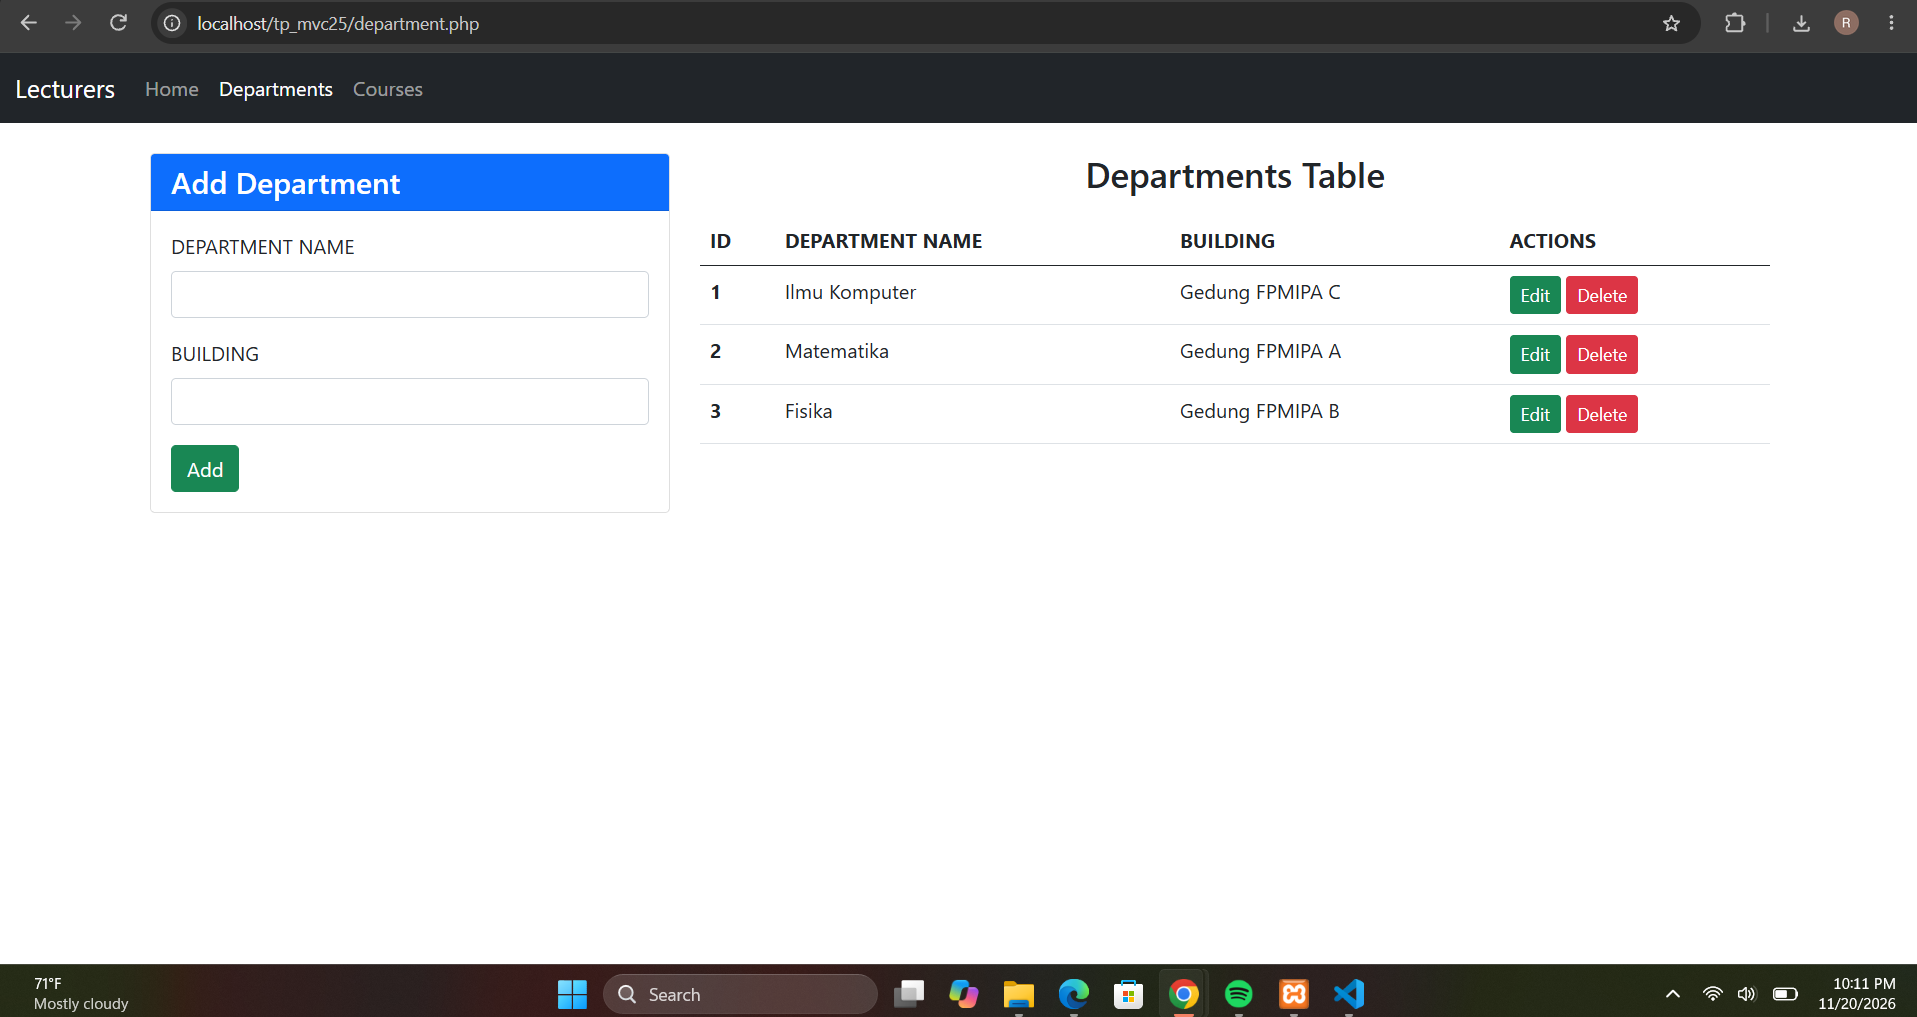 localhost/tp_mvc25/department.php
R
Lecturers Home Departments Courses
Add Department
DEPARTMENT NAME
BUILDING
Add
Departments Table
ID DEPARTMENT NAME BUILDING ACTIONS
1 Ilmu Komputer Gedung FPMIPA C Edit Delete
2 Matematika Gedung FPMIPA A Edit Delete
3 Fisika Gedung FPMIPA B Edit Delete
71°F
Mostly cloudy
Search
10:11 PM
11/20/2026